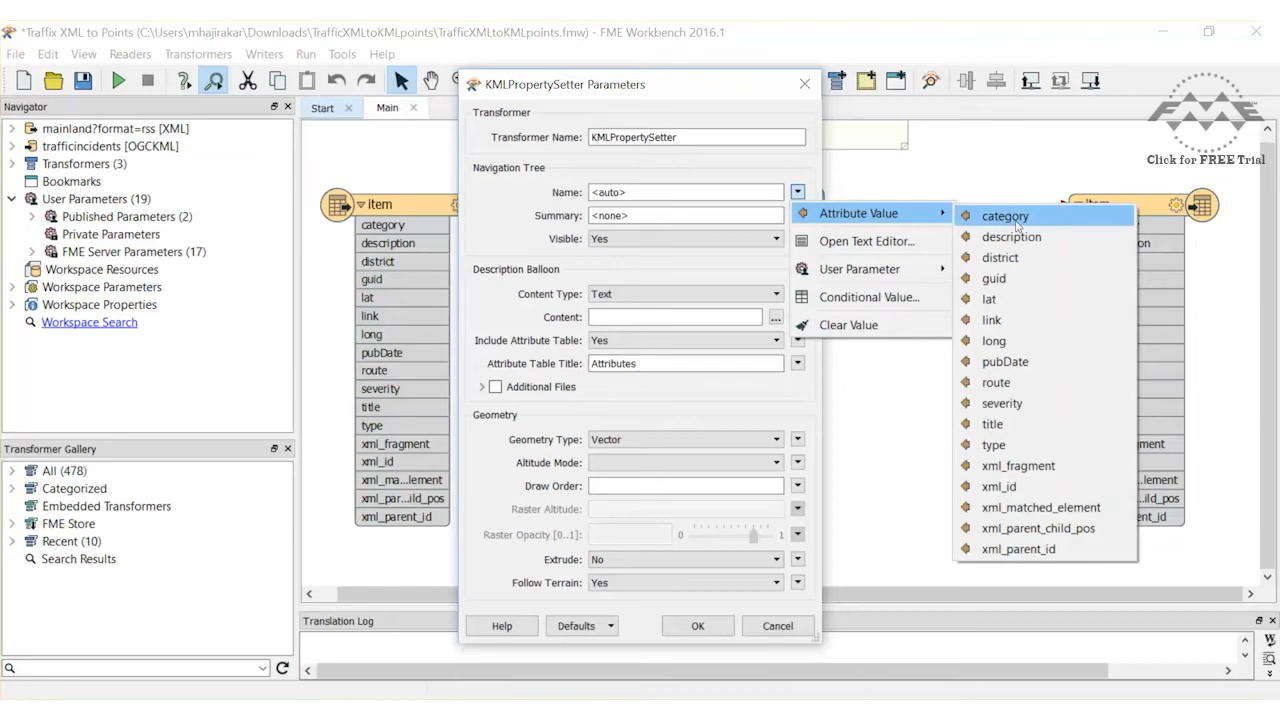 *Traffix XML to Points (C:\Users\mhajirakar\Downloads\TrafficXMLtoKMLpoints\TrafficXMLtoKMLpoints.fmw) - FME Workbench 2016.1
File Edit View Readers Transformers Writers Run Tools Help
Navigator
mainland?format=rss [XML]
trafficincidents [OGCKML]
Transformers (3)
Bookmarks
User Parameters (19)
Published Parameters (2)
Private Parameters
FME Server Parameters (17)
Workspace Resources
Workspace Parameters
Workspace Properties
Workspace Search
Transformer Gallery
All (478)
Categorized
Embedded Transformers
FME Store
Recent (10)
Search Results
Start
Main
item
category
description
district
guid
lat
link
long
pubDate
route
severity
title
type
xml_fragment
xml_id
xml_ma...lement
xml_par...ild_pos
xml_parent_id
KMLPropertySetter Parameters
Transformer
Transformer Name: KMLPropertySetter
Navigation Tree
Name: <auto>
Summary: <none>
Visible: Yes
Description Balloon
Content Type: Text
Content:
...
Include Attribute Table: Yes
Attribute Table Title: Attributes
Additional Files
Geometry
Geometry Type: Vector
Altitude Mode:
Draw Order:
Raster Altitude:
Raster Opacity [0..1]: 0 1
Extrude: No
Follow Terrain: Yes
Help Defaults OK Cancel
Attribute Value
Open Text Editor...
User Parameter
Conditional Value...
Clear Value
category
description
district
guid
lat
link
long
pubDate
route
severity
title
type
xml_fragment
xml_id
xml_matched_element
xml_parent_child_pos
xml_parent_id
FME
Click for FREE Trial
Translation Log